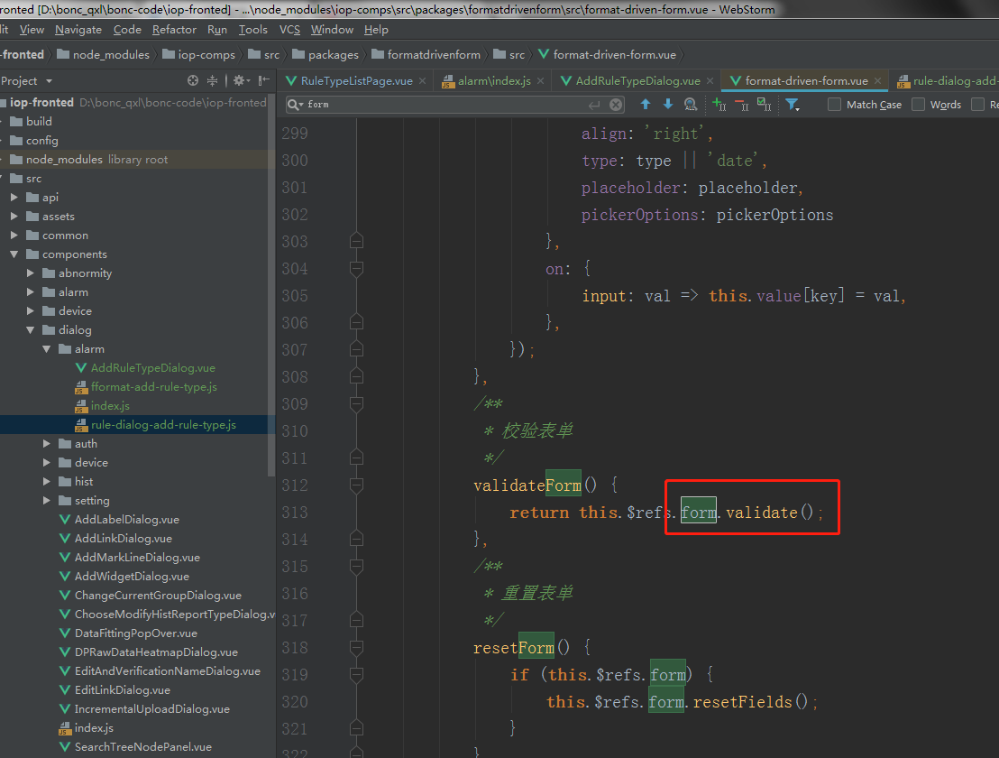 ronted [D:\bonc_qxl\bonc-code\iop-fronted] - ...\node_modules\iop-comps\src\packages\formatdrivenform\src\format-driven-form.vue - WebStorm
it View Navigate Code Refactor Run Tools VCS Window Help
-fronted node_modules iop-comps src packages formatdrivenform src format-driven-form.vue
Project
RuleTypeListPage.vue alarm\index.js AddRuleTypeDialog.vue format-driven-form.vue rule-dialog-add-
iop-fronted D:\bonc_qxl\bonc-code\iop-fronted
form Match Case Words Re
build
config
node_modules library root
src
api
assets
common
components
abnormity
alarm
device
dialog
alarm
AddRuleTypeDialog.vue
fformat-add-rule-type.js
index.js
rule-dialog-add-rule-type.js
auth
device
hist
setting
AddLabelDialog.vue
AddLinkDialog.vue
AddMarkLineDialog.vue
AddWidgetDialog.vue
ChangeCurrentGroupDialog.vue
ChooseModifyHistReportTypeDialog.v
DataFittingPopOver.vue
DPRawDataHeatmapDialog.vue
EditAndVerificationNameDialog.vue
EditLinkDialog.vue
IncrementalUploadDialog.vue
index.js
SearchTreeNodePanel.vue
299 align: 'right',
300 type: type || 'date',
301 placeholder: placeholder,
302 pickerOptions: pickerOptions
303 },
304 on: {
305 input: val => this.value[key] = val,
306 },
307 });
308 },
309 /**
310 * 校验表单
311 */
312 validateForm() {
313 return this.$refs.form.validate();
314 },
315 /**
316 * 重置表单
317 */
318 resetForm() {
319 if (this.$refs.form) {
320 this.$refs.form.resetFields();
321 }
322 }